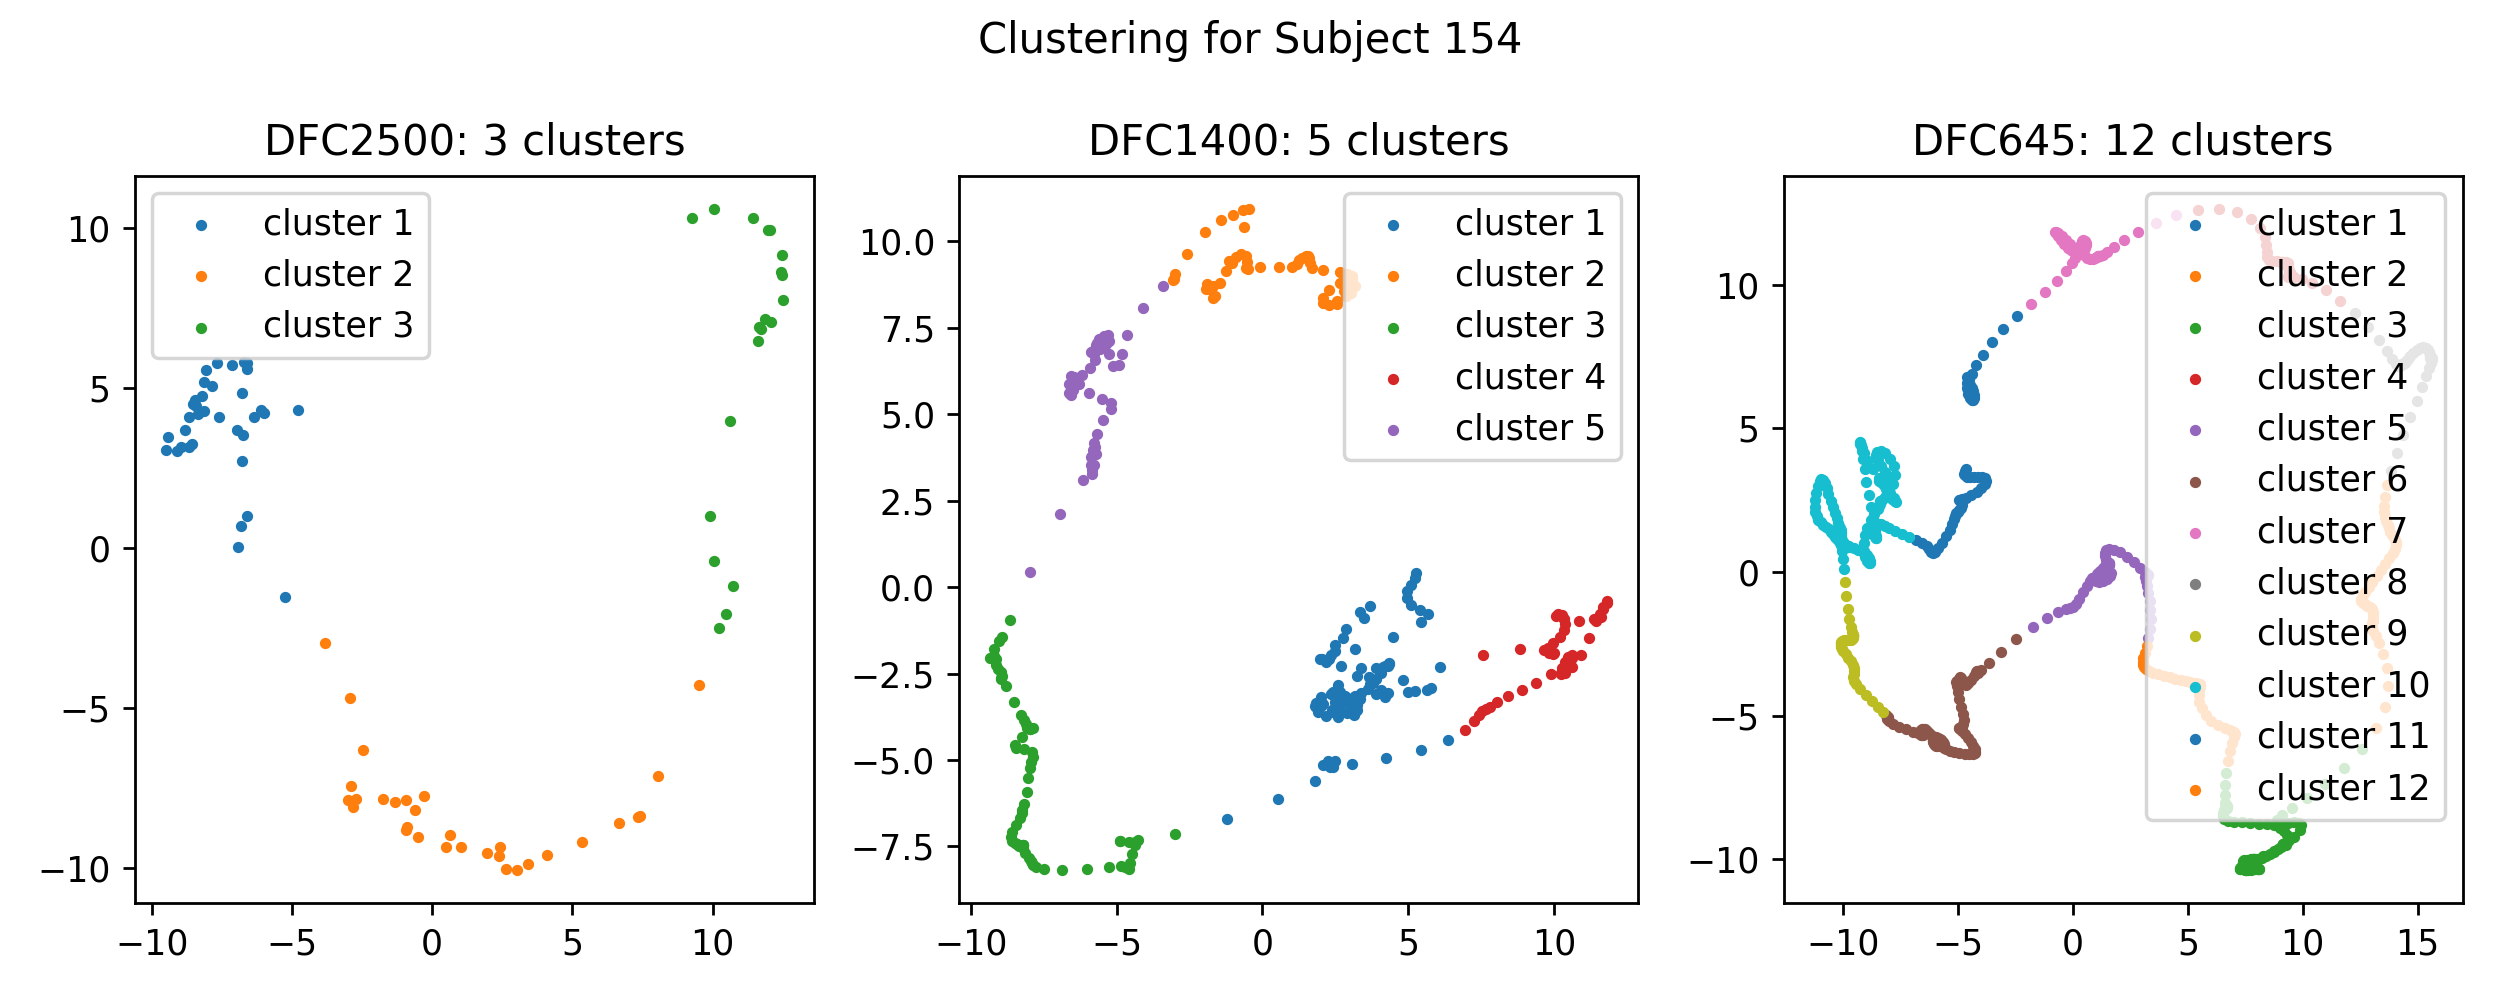 Clustering for Subject 154
DFC2500: 3 clusters
10
5
0
−5
−10
−10
−5
0
5
10
cluster 1
cluster 2
cluster 3
DFC1400: 5 clusters
10.0
7.5
5.0
2.5
0.0
−2.5
−5.0
−7.5
−10
−5
0
5
10
cluster 1
cluster 2
cluster 3
cluster 4
cluster 5
DFC645: 12 clusters
10
5
0
−5
−10
−10
−5
0
5
10
15
cluster 1
cluster 2
cluster 3
cluster 4
cluster 5
cluster 6
cluster 7
cluster 8
cluster 9
cluster 10
cluster 11
cluster 12